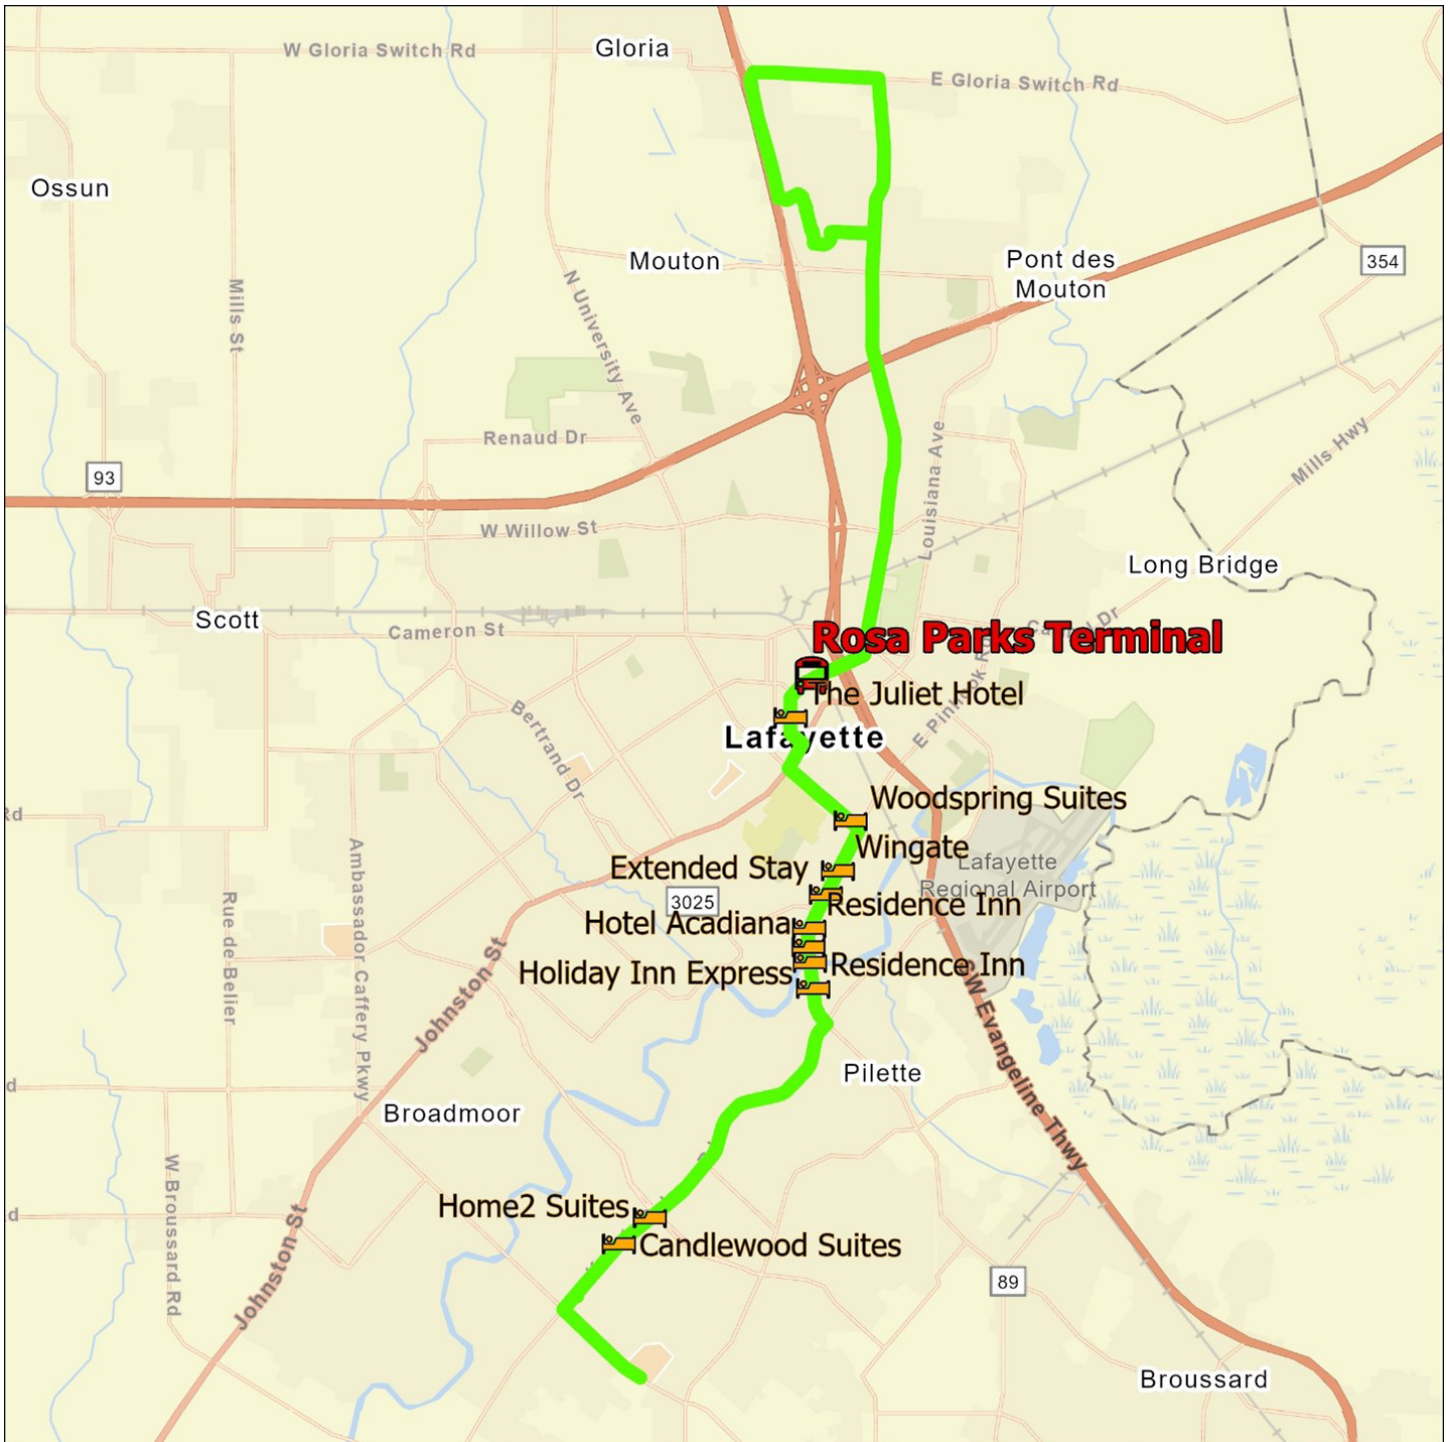 W Gloria Switch Rd
Gloria
E Gloria Switch Rd
Ossun
Mills St
N University Ave
Mouton
Pont des
Mouton
354
Renaud Dr
93
W Willow St
Louisiana Ave
Mills Hwy
Long Bridge
Scott
Cameron St
Rosa Parks Terminal
The Juliet Hotel
Lafayette
Bertrand Dr
Woodspring Suites
Rd
Wingate
Extended Stay
Lafayette
Regional Airport
3025
Residence Inn
Hotel Acadiana
Ambassador Caffery Pkwy
Rue de Belier
Residence Inn
Holiday Inn Express
Johnston St
SW Evangeline Thwy
Pilette
d
Broadmoor
W Broussard Rd
Home2 Suites
d
Candlewood Suites
Johnston St
89
Broussard